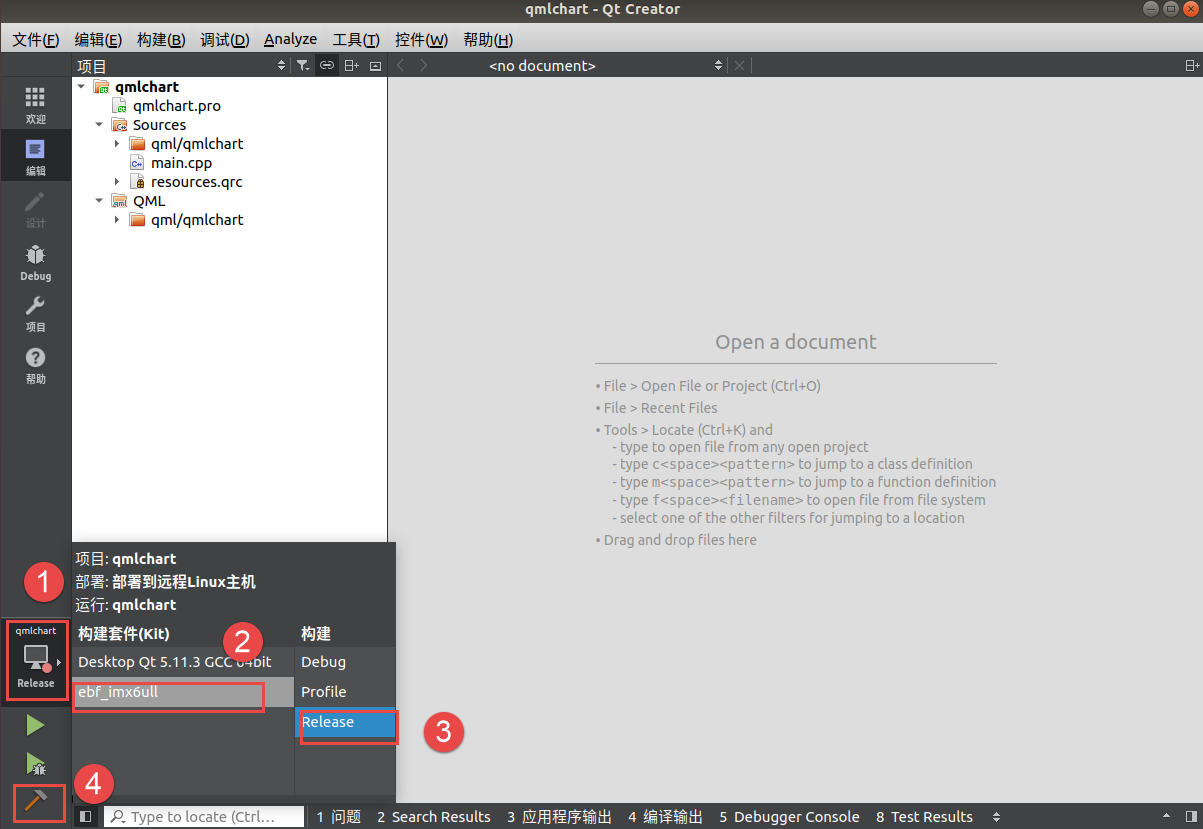 qmlchart - Qt Creator
文件(F) 编辑(E) 构建(B) 调试(D) Analyze 工具(T) 控件(W) 帮助(H)
项目
<no document>
欢迎
编辑
设计
Debug
项目
帮助
qmlchart
qmlchart.pro
Sources
qml/qmlchart
main.cpp
resources.qrc
QML
qml/qmlchart
Open a document
• File > Open File or Project (Ctrl+O)
• File > Recent Files
• Tools > Locate (Ctrl+K) and
- type to open file from any open project
- type c<space><pattern> to jump to a class definition
- type m<space><pattern> to jump to a function definition
- type f<space><filename> to open file from file system
- select one of the other filters for jumping to a location
• Drag and drop files here
1
qmlchart
Release
项目: qmlchart
部署: 部署到远程Linux主机
运行: qmlchart
构建套件(Kit) 2 构建
Desktop Qt 5.11.3 GCC 64bit Debug
ebf_imx6ull Profile
Release
3
4
Type to locate (Ctrl...
1 问题 2 Search Results 3 应用程序输出 4 编译输出 5 Debugger Console 8 Test Results